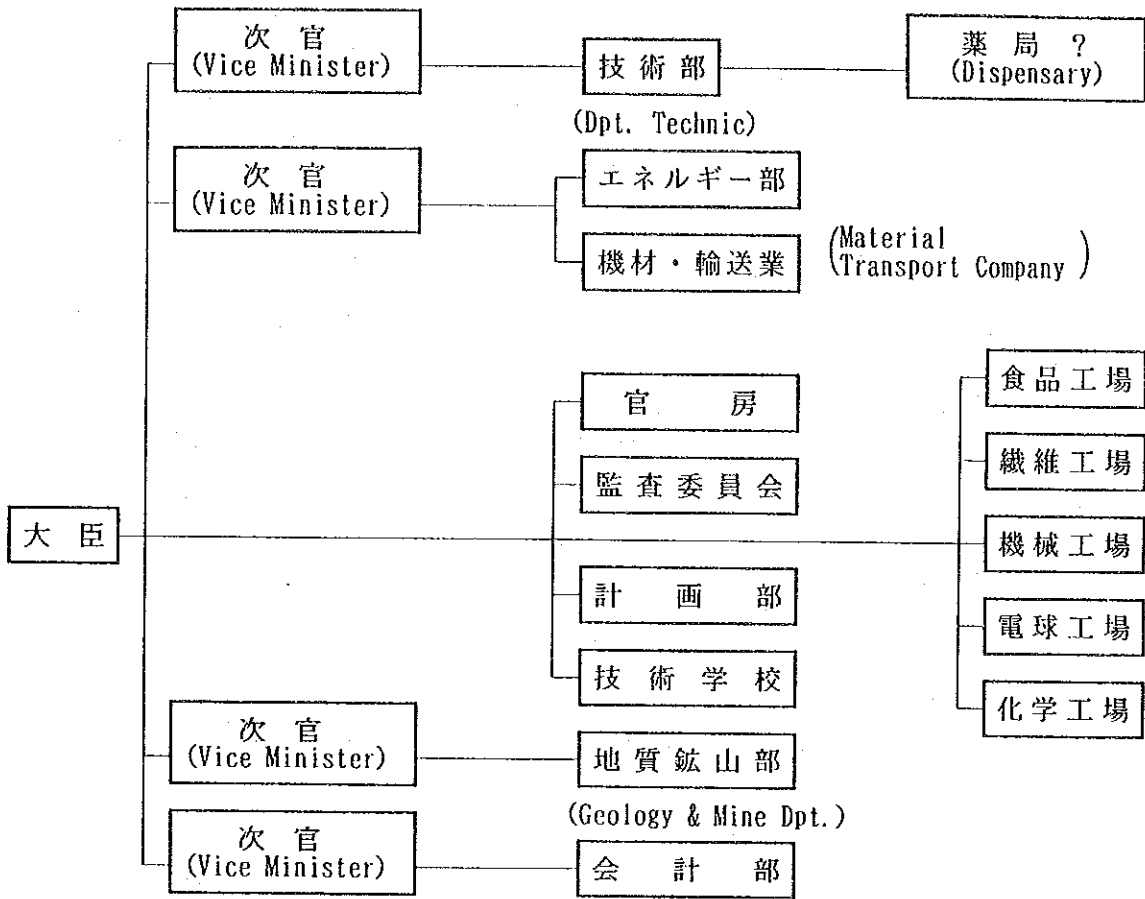 次官
(Vice Minister)
技術部
(Dpt. Technic)
薬局?
(Dispensary)
次官
(Vice Minister)
エネルギー部
機材・輸送業
(Material
Transport Company)
官房
監査委員会
大臣
計画部
技術学校
食品工場
繊維工場
機械工場
電球工場
化学工場
次官
(Vice Minister)
地質鉱山部
(Geology & Mine Dpt.)
次官
(Vice Minister)
会計部